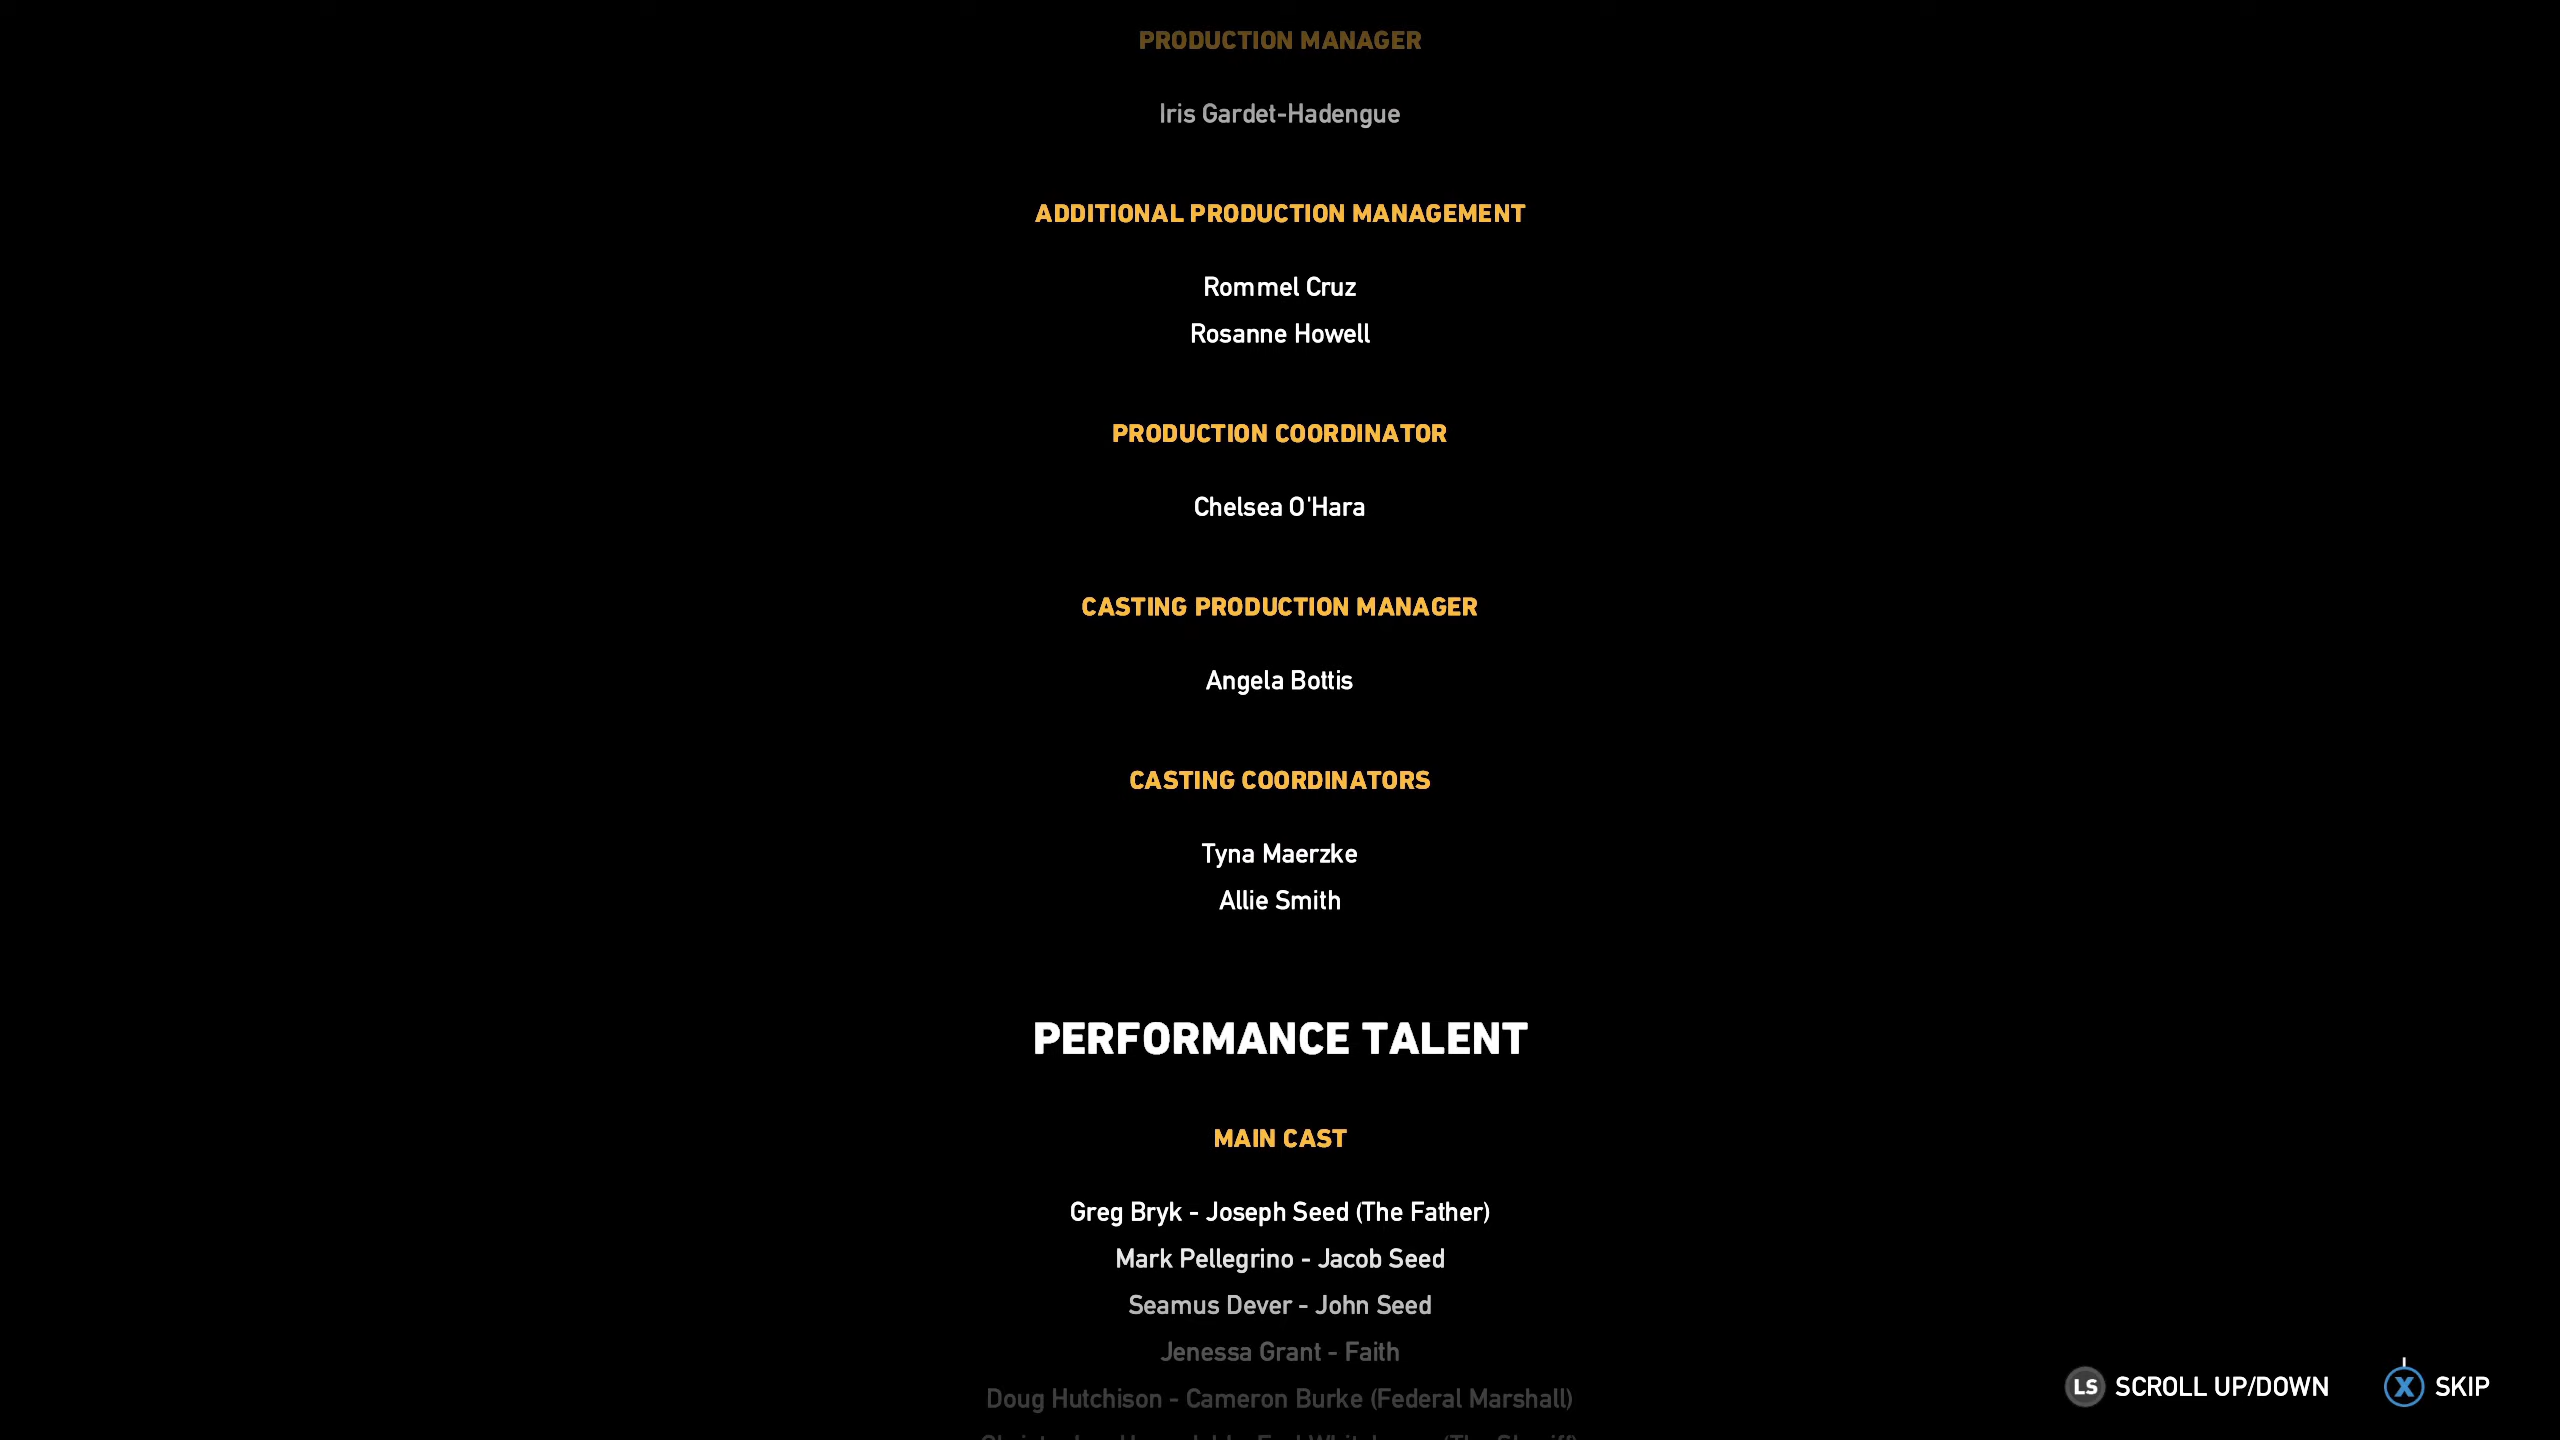 PRODUCTION MANAGER
Iris Gardet-Hadengue
ADDITIONAL PRODUCTION MANAGEMENT
Rommel Cruz
Rosanne Howell
PRODUCTION COORDINATOR
Chelsea O'Hara
CASTING PRODUCTION MANAGER
Angela Bottis
CASTING COORDINATORS
Tyna Maerzke
Allie Smith
PERFORMANCE TALENT
MAIN CAST
Greg Bryk - Joseph Seed (The Father)
Mark Pellegrino - Jacob Seed
Seamus Dever - John Seed
Jenessa Grant - Faith
Doug Hutchison - Cameron Burke (Federal Marshall)
LS SCROLL UP/DOWN
X SKIP